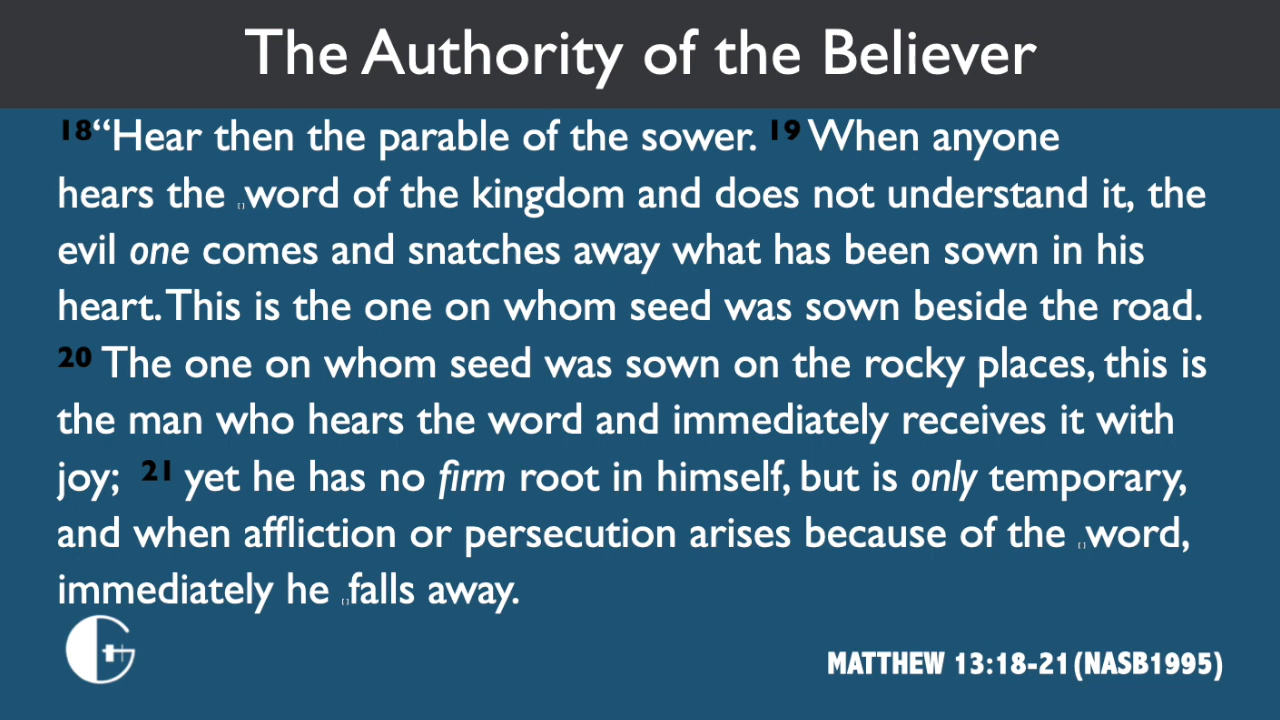 The Authority of the Believer
18“Hear then the parable of the sower. 19 When anyone
hears the []word of the kingdom and does not understand it, the
evil one comes and snatches away what has been sown in his
heart. This is the one on whom seed was sown beside the road.
20 The one on whom seed was sown on the rocky places, this is
the man who hears the word and immediately receives it with
joy; 21 yet he has no firm root in himself, but is only temporary,
and when affliction or persecution arises because of the []word,
immediately he []falls away.
MATTHEW 13:18-21(NASB1995)